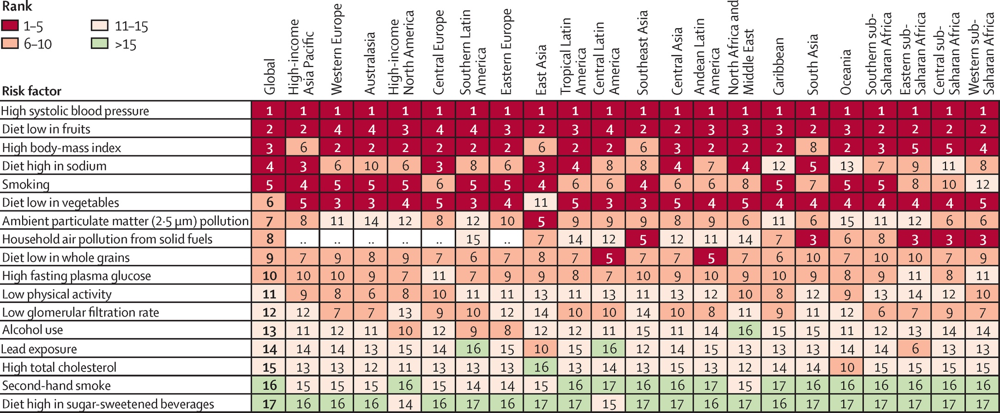 Rank
1–5
11–15
6–10
>15
Risk factor
Global
High-income
Asia Pacific
Western Europe
Australasia
High-income
North America
Central Europe
Southern Latin
America
Eastern Europe
East Asia
Tropical Latin
America
Central Latin
America
Southeast Asia
Central Asia
Andean Latin
America
North Africa and
Middle East
Caribbean
South Asia
Oceania
Southern sub-
Saharan Africa
Eastern sub-
Saharan Africa
Central sub-
Saharan Africa
Western sub-
Saharan Africa
High systolic blood pressure 1 1 1 1 1 1 1 1 1 1 1 1 1 1 1 1 1 1 1 1 1 1
Diet low in fruits 2 2 4 4 3 4 4 3 2 3 4 2 2 3 3 3 2 3 2 2 2 2
High body-mass index 3 6 2 2 2 2 2 2 6 2 2 6 3 2 2 2 8 2 3 5 5 4
Diet high in sodium 4 3 6 10 6 3 8 6 3 4 8 8 4 7 4 12 5 13 7 9 11 8
Smoking 5 4 5 5 5 6 5 5 4 6 6 4 6 6 8 5 7 5 5 8 10 12
Diet low in vegetables 6 5 3 3 4 5 3 4 11 5 3 3 5 4 5 4 4 4 4 4 4 5
Ambient particulate matter (2·5 μm) pollution 7 8 11 14 12 8 12 10 5 9 9 9 8 9 6 11 6 15 11 12 6 6
Household air pollution from solid fuels 8 .. .. .. .. .. 15 .. 7 14 12 5 12 11 14 7 3 6 8 3 3 3
Diet low in whole grains 9 7 9 8 9 7 6 7 8 7 5 7 7 5 7 6 10 7 10 10 7 9
High fasting plasma glucose 10 10 10 9 7 11 7 9 9 8 7 10 9 10 9 10 9 8 9 11 8 11
Low physical activity 11 9 8 6 8 10 11 11 13 11 13 11 13 12 10 8 12 9 13 14 12 10
Low glomerular filtration rate 12 12 7 7 13 9 10 12 14 10 10 14 10 8 11 9 11 12 6 7 9 7
Alcohol use 13 11 12 11 10 12 9 8 12 12 11 15 11 14 16 15 15 11 12 13 14 14
Lead exposure 14 14 14 13 15 14 16 15 10 15 16 12 14 15 13 13 13 14 14 6 13 13
High total cholesterol 15 13 13 12 11 13 13 13 16 13 14 13 15 13 12 14 14 10 15 15 15 15
Second-hand smoke 16 15 15 15 16 15 14 14 15 16 17 16 16 17 15 17 16 16 16 16 16 16
Diet high in sugar-sweetened beverages 17 16 16 16 14 16 17 16 17 17 15 17 17 16 17 16 17 17 17 17 17 17